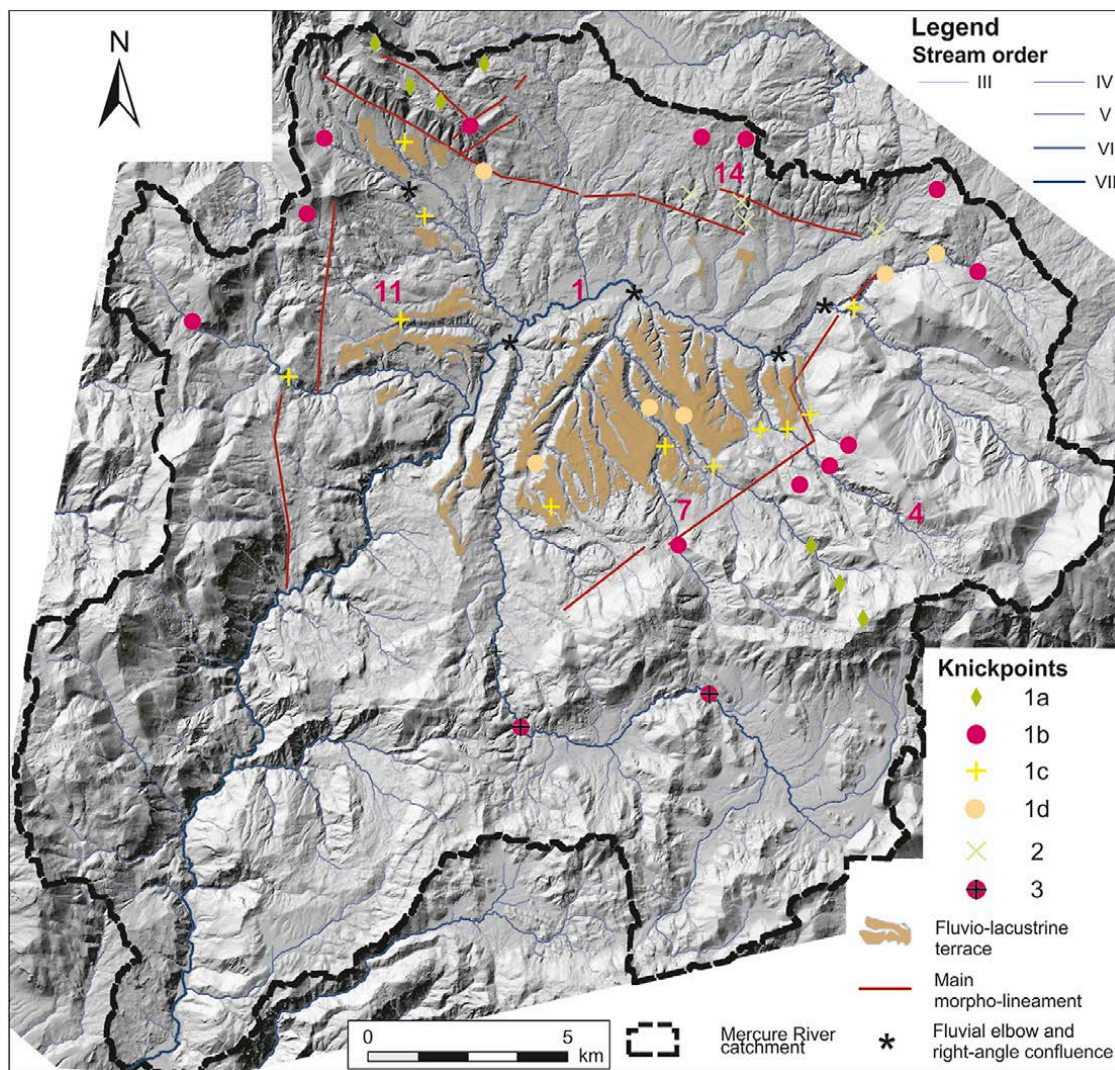 N
Legend
Stream order
III
IV
V
VI
VII
14
11
1
7
4
Knickpoints
1a
1b
1c
1d
2
3
Fluvio-lacustrine
terrace
Main
morpho-lineament
Fluvial elbow and
right-angle confluence
0
5
km
Mercure River
catchment